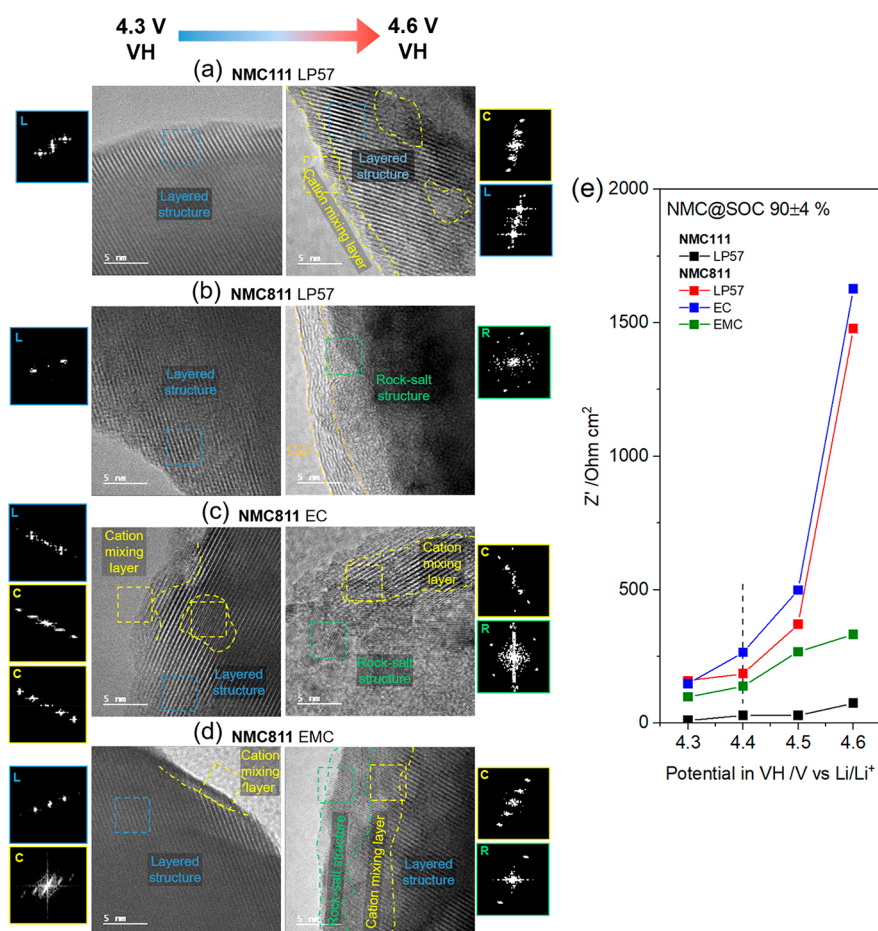 4.3 V
VH
4.6 V
VH
(a) NMC111 LP57
L
Layered
structure
5 nm
Layered
structure
Cation mixing layer
5 nm
C
L
(b) NMC811 LP57
L
Layered
structure
5 nm
Rock-salt
structure
CEI
5 nm
R
(c) NMC811 EC
L
C
C
Cation
mixing
layer
Layered
structure
5 nm
Cation
mixing
layer
Rock-salt
structure
5 nm
C
R
(d) NMC811 EMC
L
C
Cation
mixing
layer
Layered
structure
5 nm
Rock-salt structure
Cation mixing layer
Layered
structure
5 nm
C
R
(e)
2000
1500
1000
500
0
Z' /Ohm cm²
NMC@SOC 90±4 %
NMC111
LP57
NMC811
LP57
EC
EMC
4.3 4.4 4.5 4.6
Potential in VH /V vs Li/Li⁺